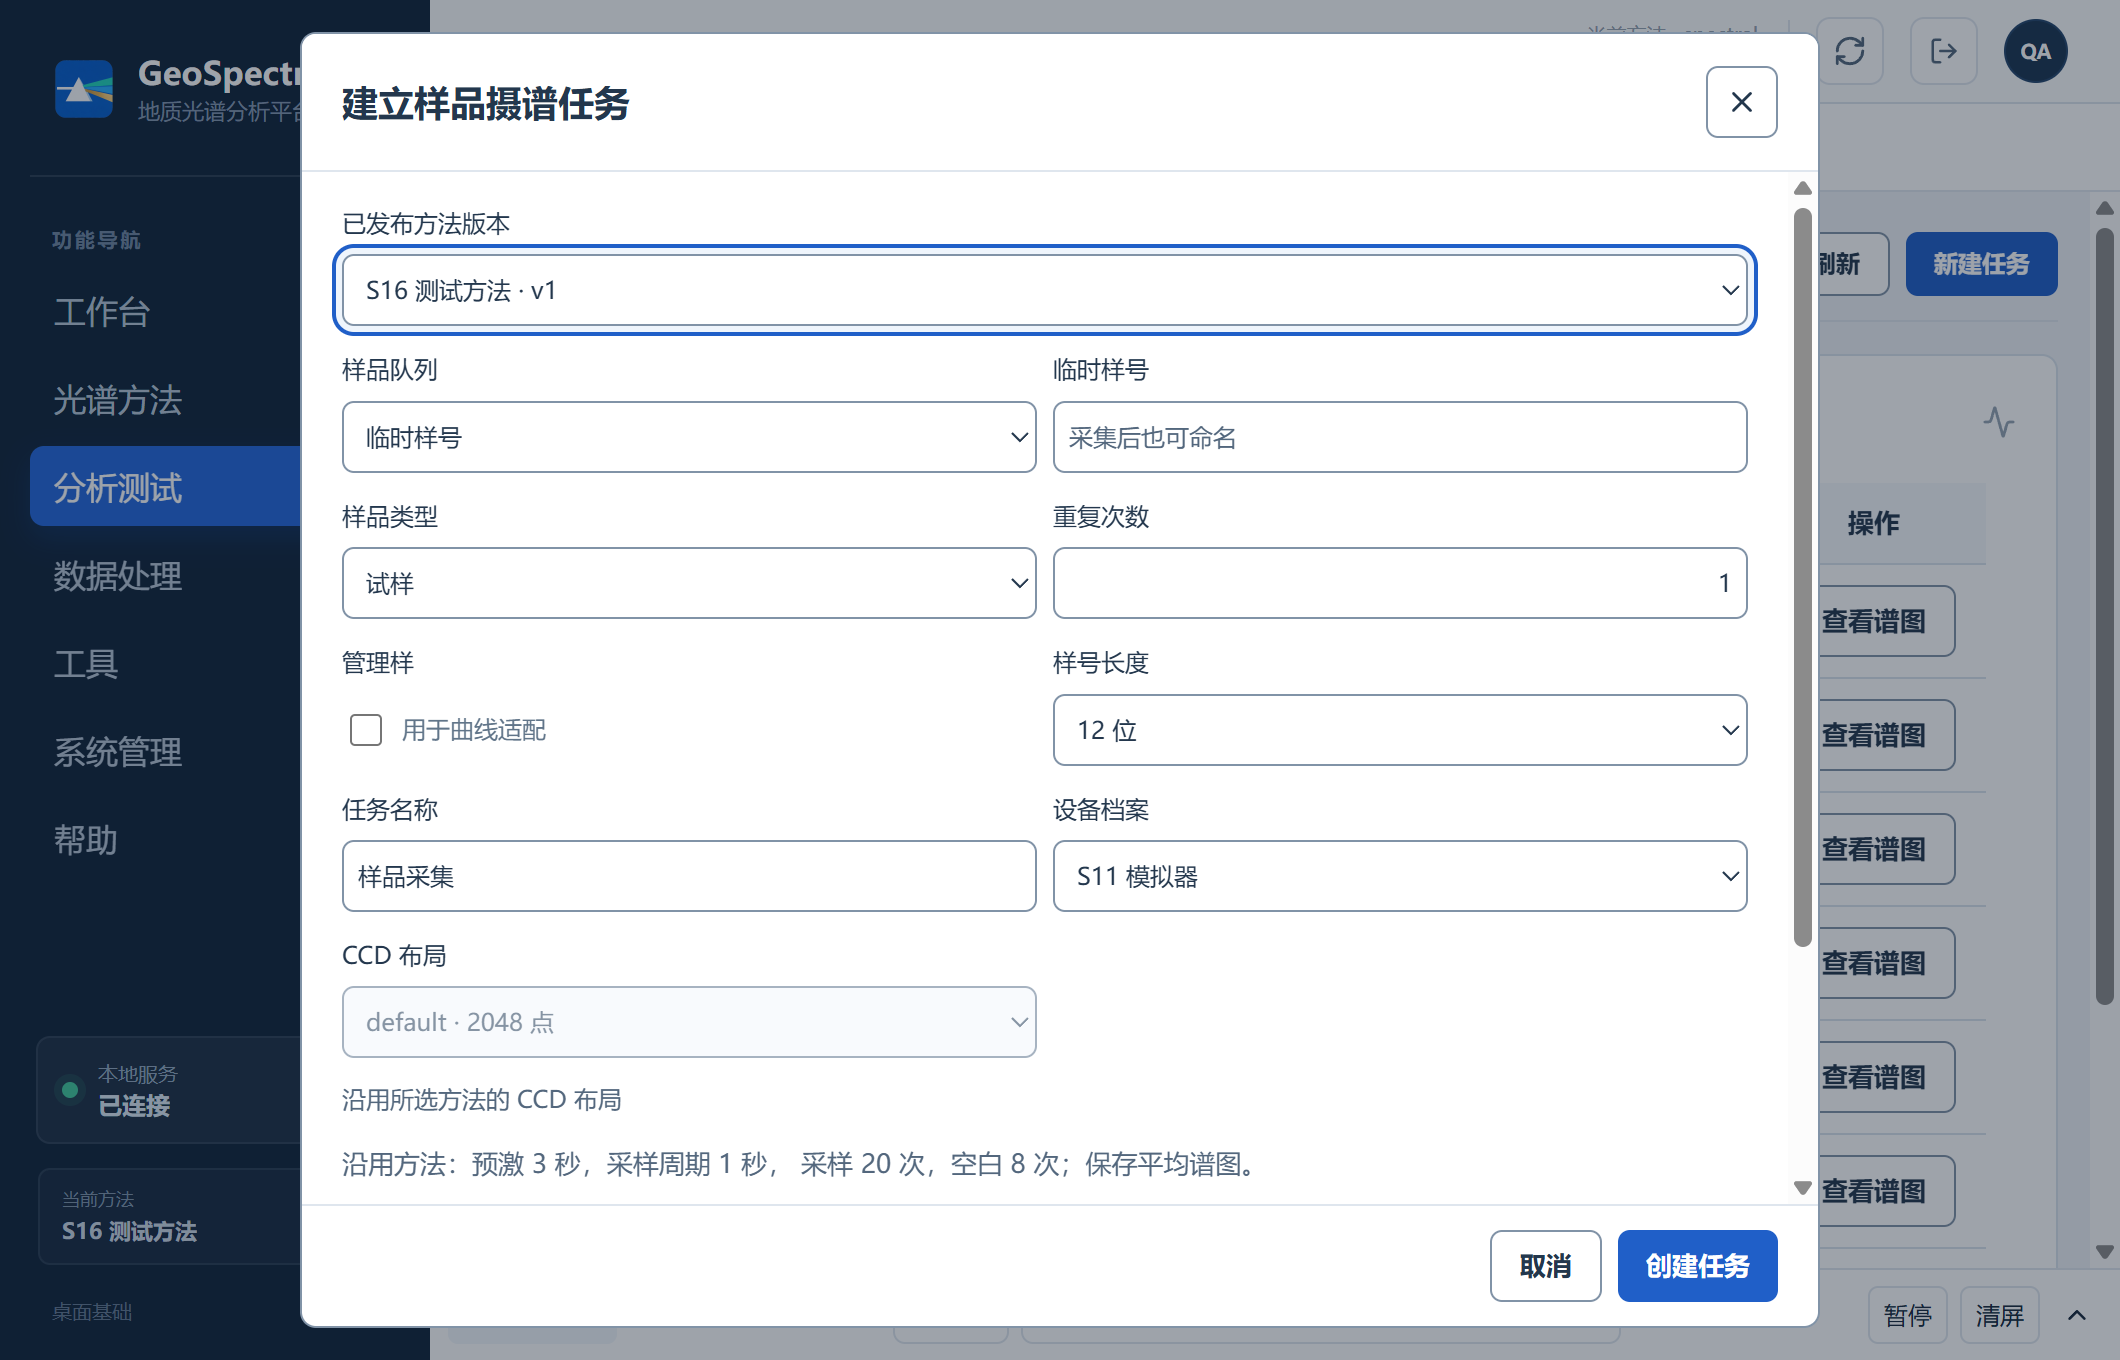 GeoSpectr
地质光谱分析平台
功能导航
工作台
光谱方法
分析测试
数据处理
工具
系统管理
帮助
本地服务
已连接
当前方法
S16 测试方法
桌面基础
QA
刷新
新建任务
操作
查看谱图
查看谱图
查看谱图
查看谱图
查看谱图
查看谱图
暂停
清屏
建立样品摄谱任务
已发布方法版本
S16 测试方法 · v1
样品队列
临时样号
临时样号
采集后也可命名
样品类型
重复次数
试样
1
管理样
样号长度
用于曲线适配
12 位
任务名称
设备档案
样品采集
S11 模拟器
CCD 布局
default · 2048 点
沿用所选方法的 CCD 布局
沿用方法：预激 3 秒，采样周期 1 秒， 采样 20 次，空白 8 次；保存平均谱图。
取消
创建任务